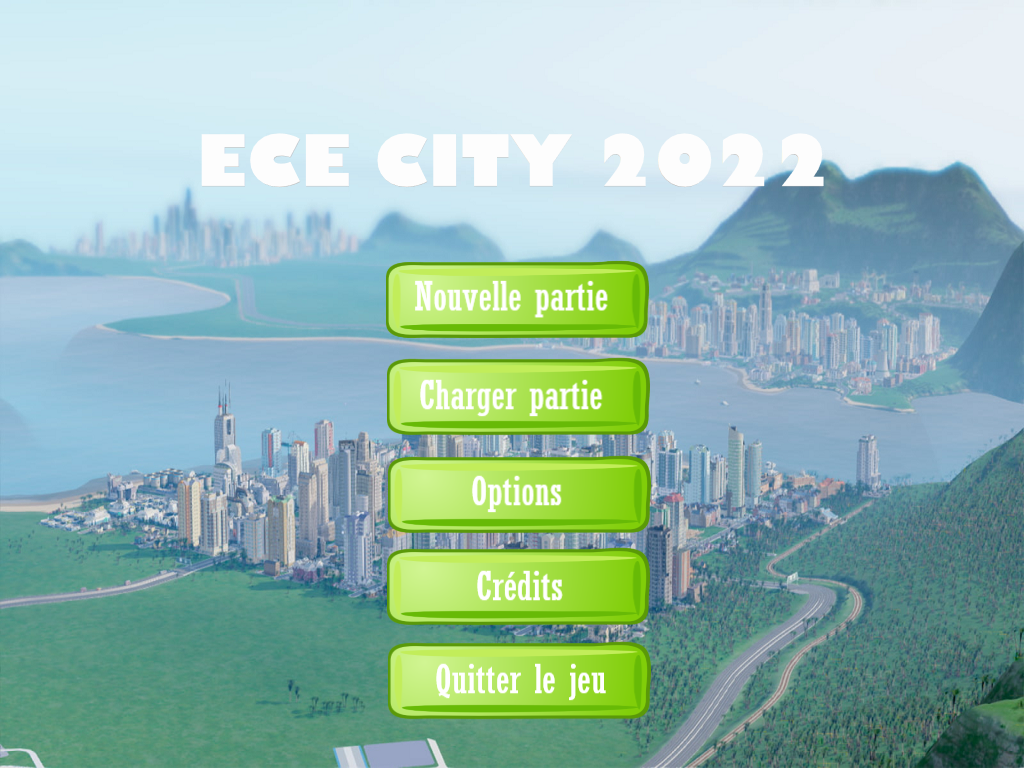 ECE CITY 2022
Nouvelle partie
Charger partie
Options
Crédits
Quitter le jeu